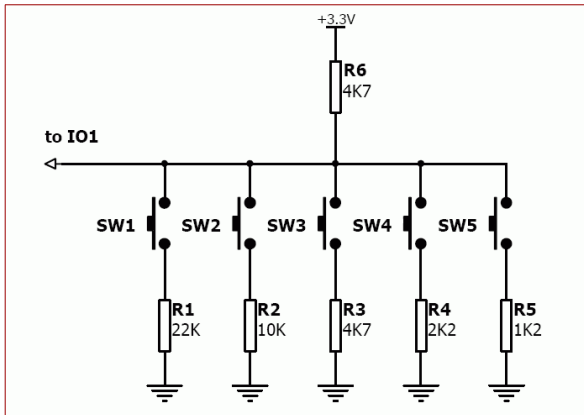 +3.3V
R6
4K7
to IO1
SW1
SW2
SW3
SW4
SW5
R1
22K
R2
10K
R3
4K7
R4
2K2
R5
1K2